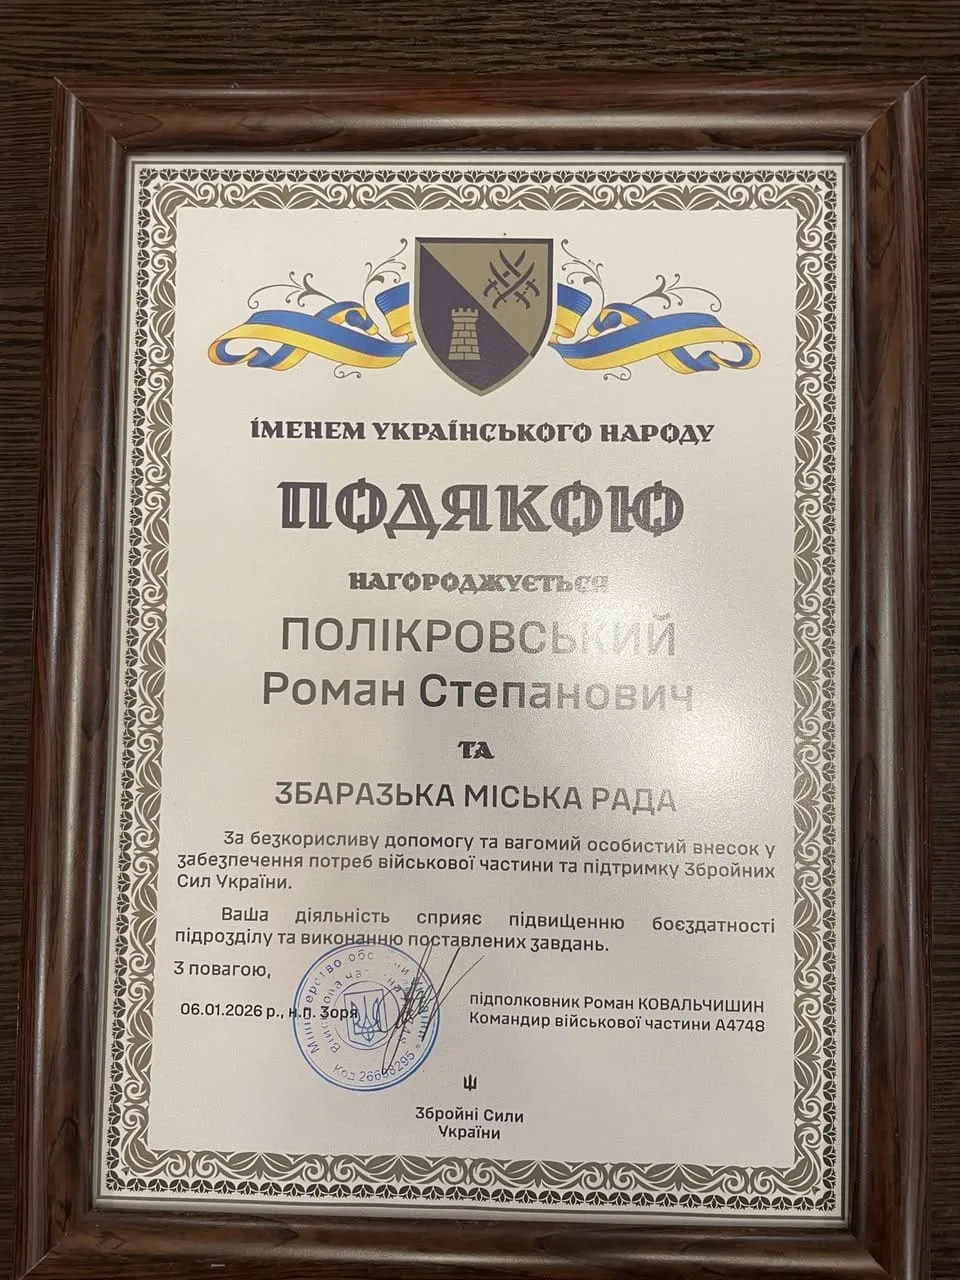 ІМЕНЕМ УКРАЇНСЬКОГО НАРОДУ
ПОДЯКОЮ
НАГОРОДЖУЄТЬСЯ
ПОЛІКРОВСЬКИЙ
Роман Степанович
ТА
ЗБАРАЗЬКА МІСЬКА РАДА
За безкорисливу допомогу та вагомий особистий внесок у
забезпечення потреб військової частини та підтримку Збройних
Сил України.
Ваша діяльність сприяє підвищенню боєздатності
підрозділу та виконанню поставлених завдань.
З повагою,
06.01.2026 р., н.п. Зоря
підполковник Роман КОВАЛЬЧИШИН
Командир військової частини А4748
Збройні Сили
України